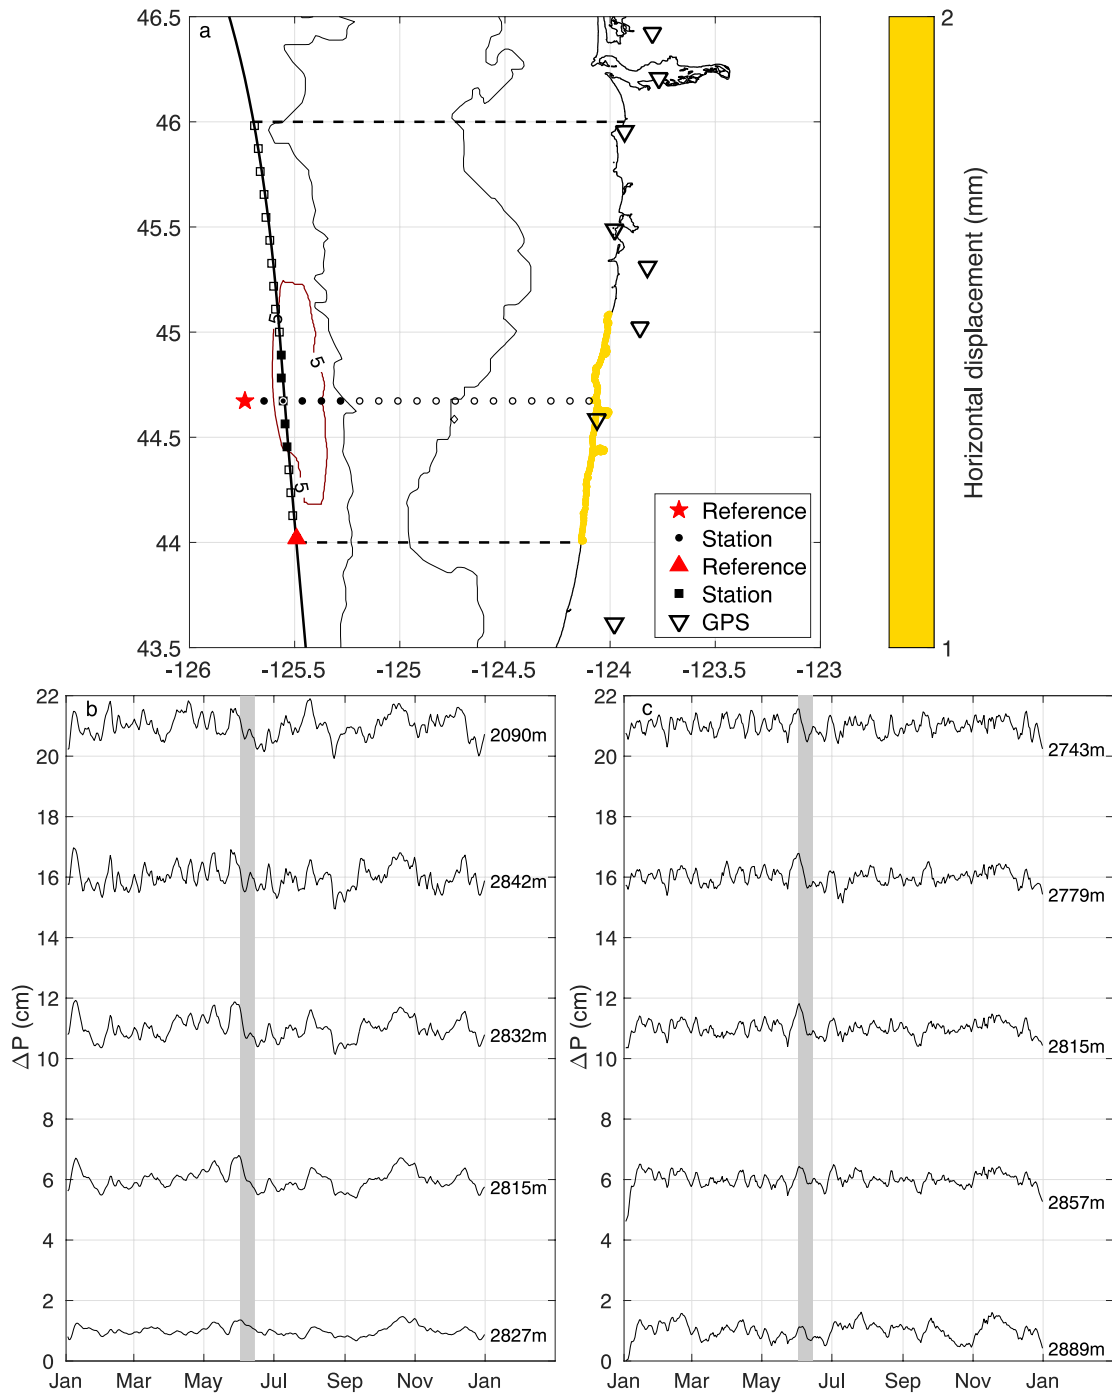 46.5
a
46
45.5
45
44.5
44
43.5
-126
-125.5
-125
-124.5
-124
-123.5
-123
5
5
5
Reference
Station
Reference
Station
GPS
2
1
Horizontal displacement (mm)
b
22
20
18
16
14
12
10
8
6
4
2
0
ΔP (cm)
2090m
2842m
2832m
2815m
2827m
Jan
Mar
May
Jul
Sep
Nov
Jan
c
22
20
18
16
14
12
10
8
6
4
2
0
ΔP (cm)
2743m
2779m
2815m
2857m
2889m
Jan
Mar
May
Jul
Sep
Nov
Jan